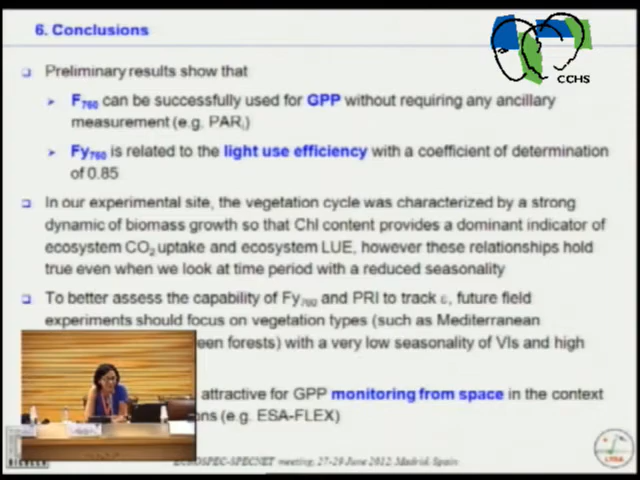 6. Conclusions
CCHS
Preliminary results show that
F760 can be successfully used for GPP without requiring any ancillary
measurement (e.g. PARi)
Fy760 is related to the light use efficiency with a coefficient of determination
of 0.85
In our experimental site, the vegetation cycle was characterized by a strong
dynamic of biomass growth so that Chl content provides a dominant indicator of
ecosystem CO2 uptake and ecosystem LUE, however these relationships hold
true even when we look at time period with a reduced seasonality
To better assess the capability of Fy760 and PRI to track ε, future field
experiments should focus on vegetation types (such as Mediterranean
forests) with a very low seasonality of VIs and high
attractive for GPP monitoring from space in the context
(e.g. ESA-FLEX)
EUROSPEC-SPECNET meeting, 27-29 June 2012, Madrid, Spain